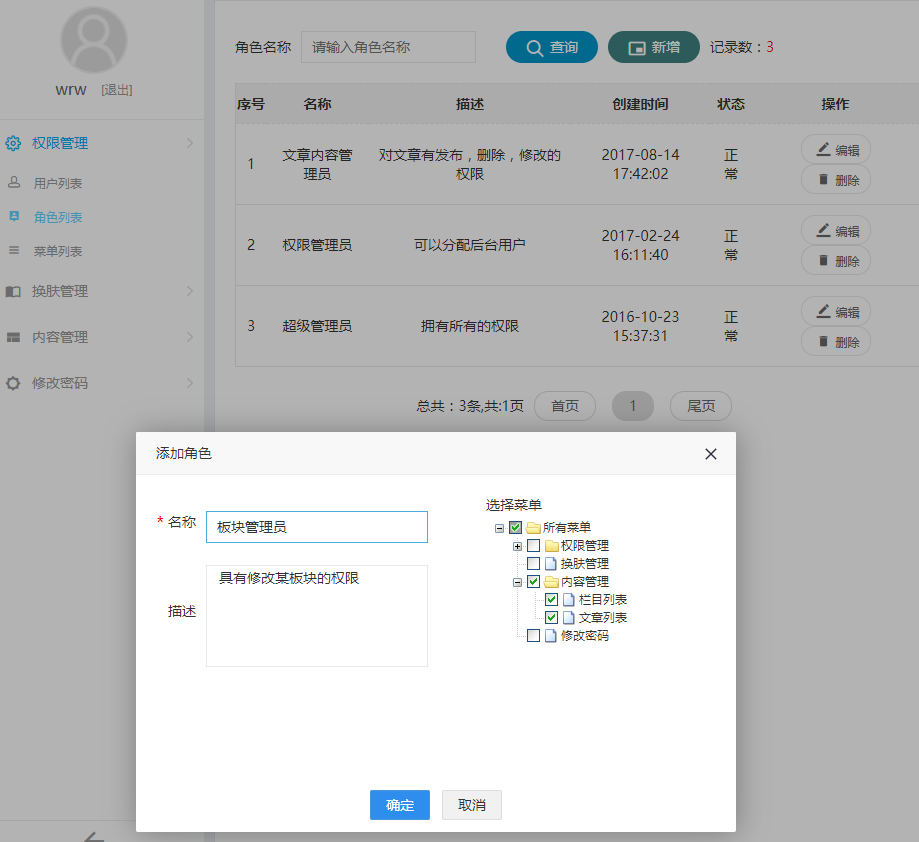 wrw [退出]
权限管理
用户列表
角色列表
菜单列表
换肤管理
内容管理
修改密码
角色名称 请输入角色名称 查询 新增 记录数：3
序号 名称 描述 创建时间 状态 操作
1 文章内容管理员 对文章有发布，删除，修改的权限 2017-08-14 17:42:02 正常 编辑 删除
2 权限管理员 可以分配后台用户 2017-02-24 16:11:40 正常 编辑 删除
3 超级管理员 拥有所有的权限 2016-10-23 15:37:31 正常 编辑 删除
总共：3条,共:1页 首页 1 尾页
添加角色
* 名称 板块管理员
描述 具有修改某板块的权限
选择菜单
所有菜单
权限管理
换肤管理
内容管理
栏目列表
文章列表
修改密码
确定 取消